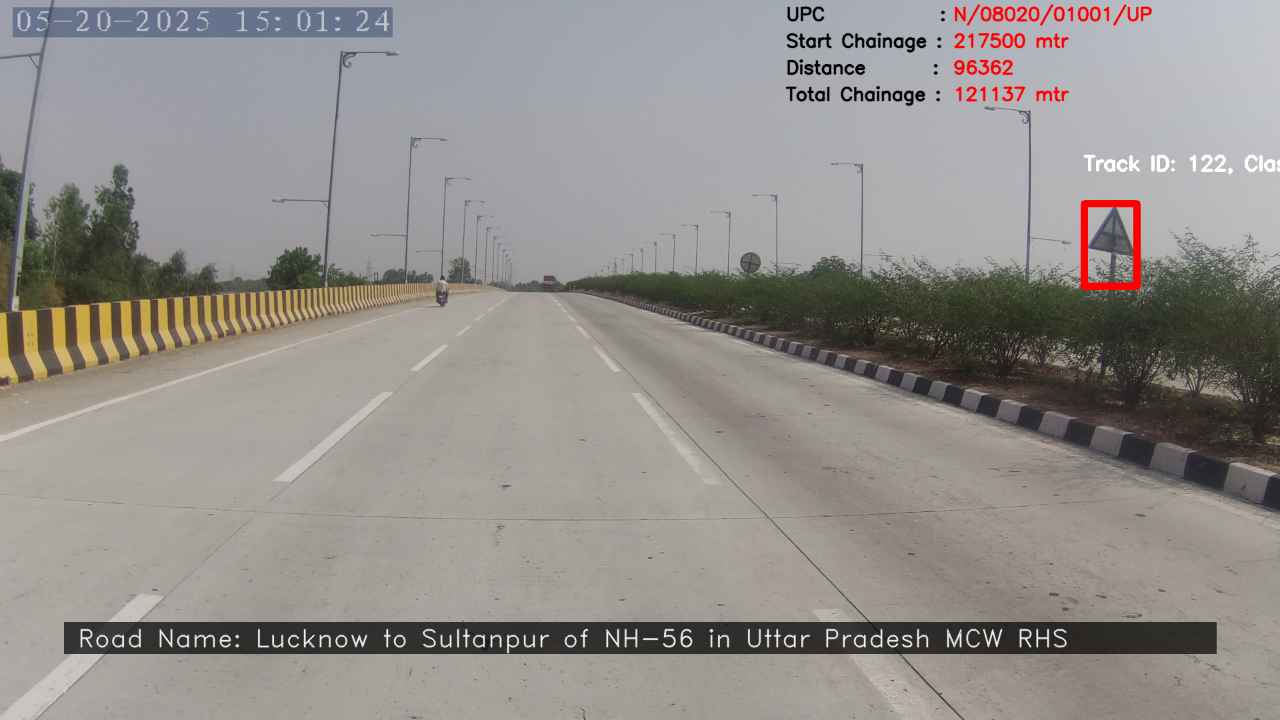 05-20-2025 15:01:24
UPC : N/08020/01001/UP
Start Chainage : 217500 mtr
Distance : 96362
Total Chainage : 121137 mtr
Track ID: 122, Clas
Road Name: Lucknow to Sultanpur of NH-56 in Uttar Pradesh MCW RHS